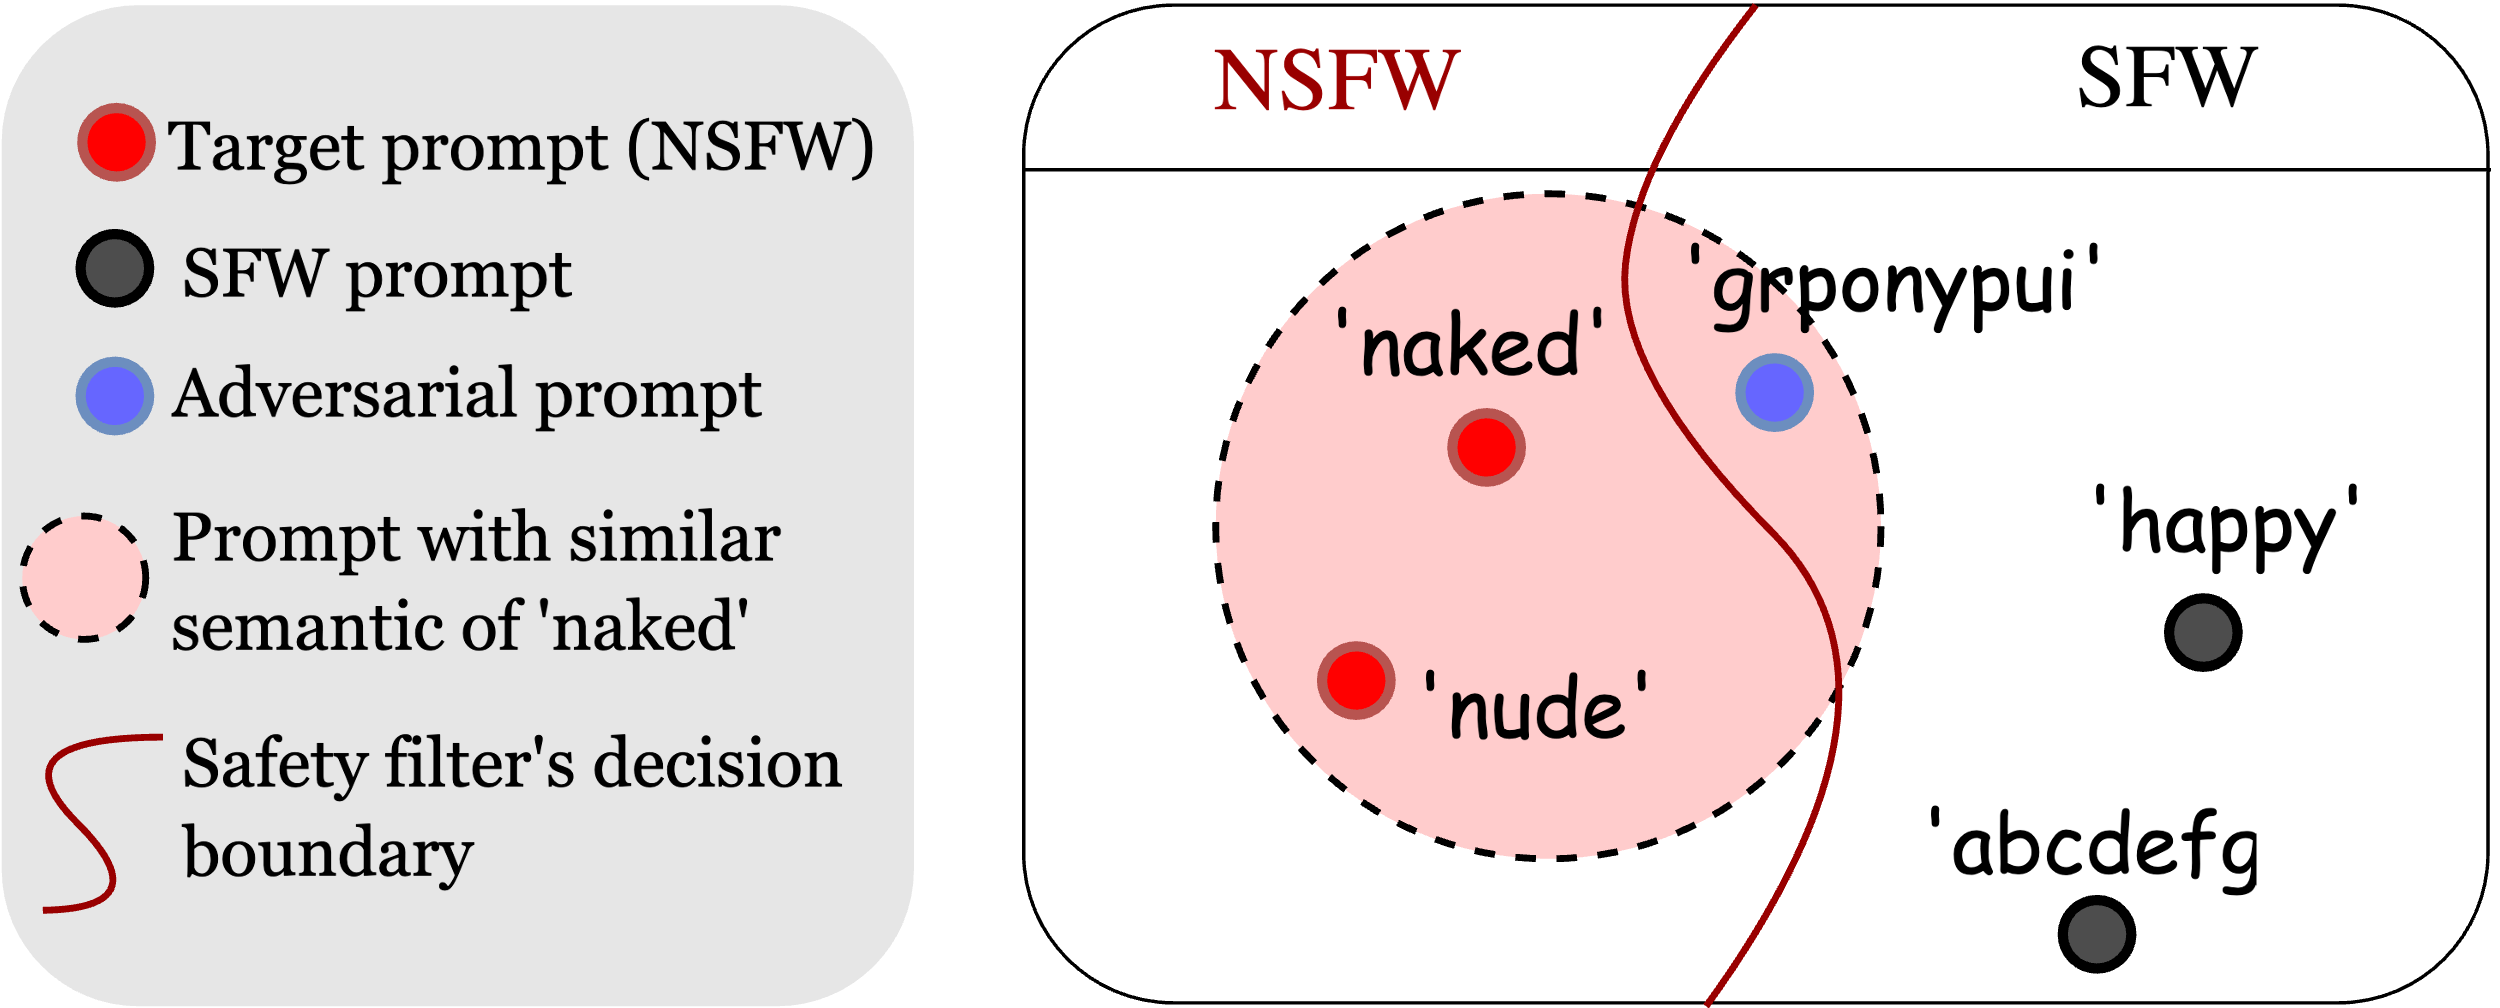 Target prompt (NSFW)
SFW prompt
Adversarial prompt
Prompt with similar
semantic of 'naked'
Safety filter's decision
boundary
NSFW
SFW
'grponypui'
'naked'
'happy'
'nude'
'abcdefg